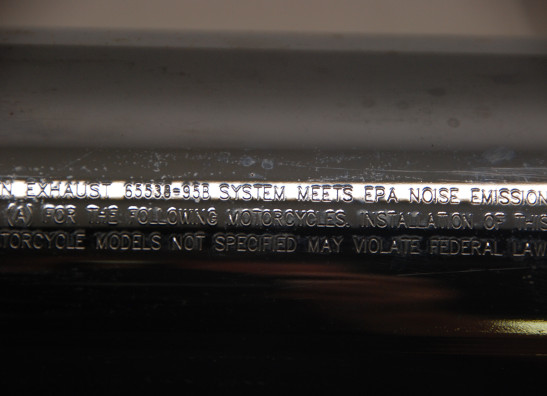 N EXHAUST 65538-95B SYSTEM MEETS EPA NOISE EMISSION
(A) FOR THE FOLLOWING MOTORCYCLES. INSTALLATION OF THIS
TORCYCLE MODELS NOT SPECIFIED MAY VIOLATE FEDERAL LAW